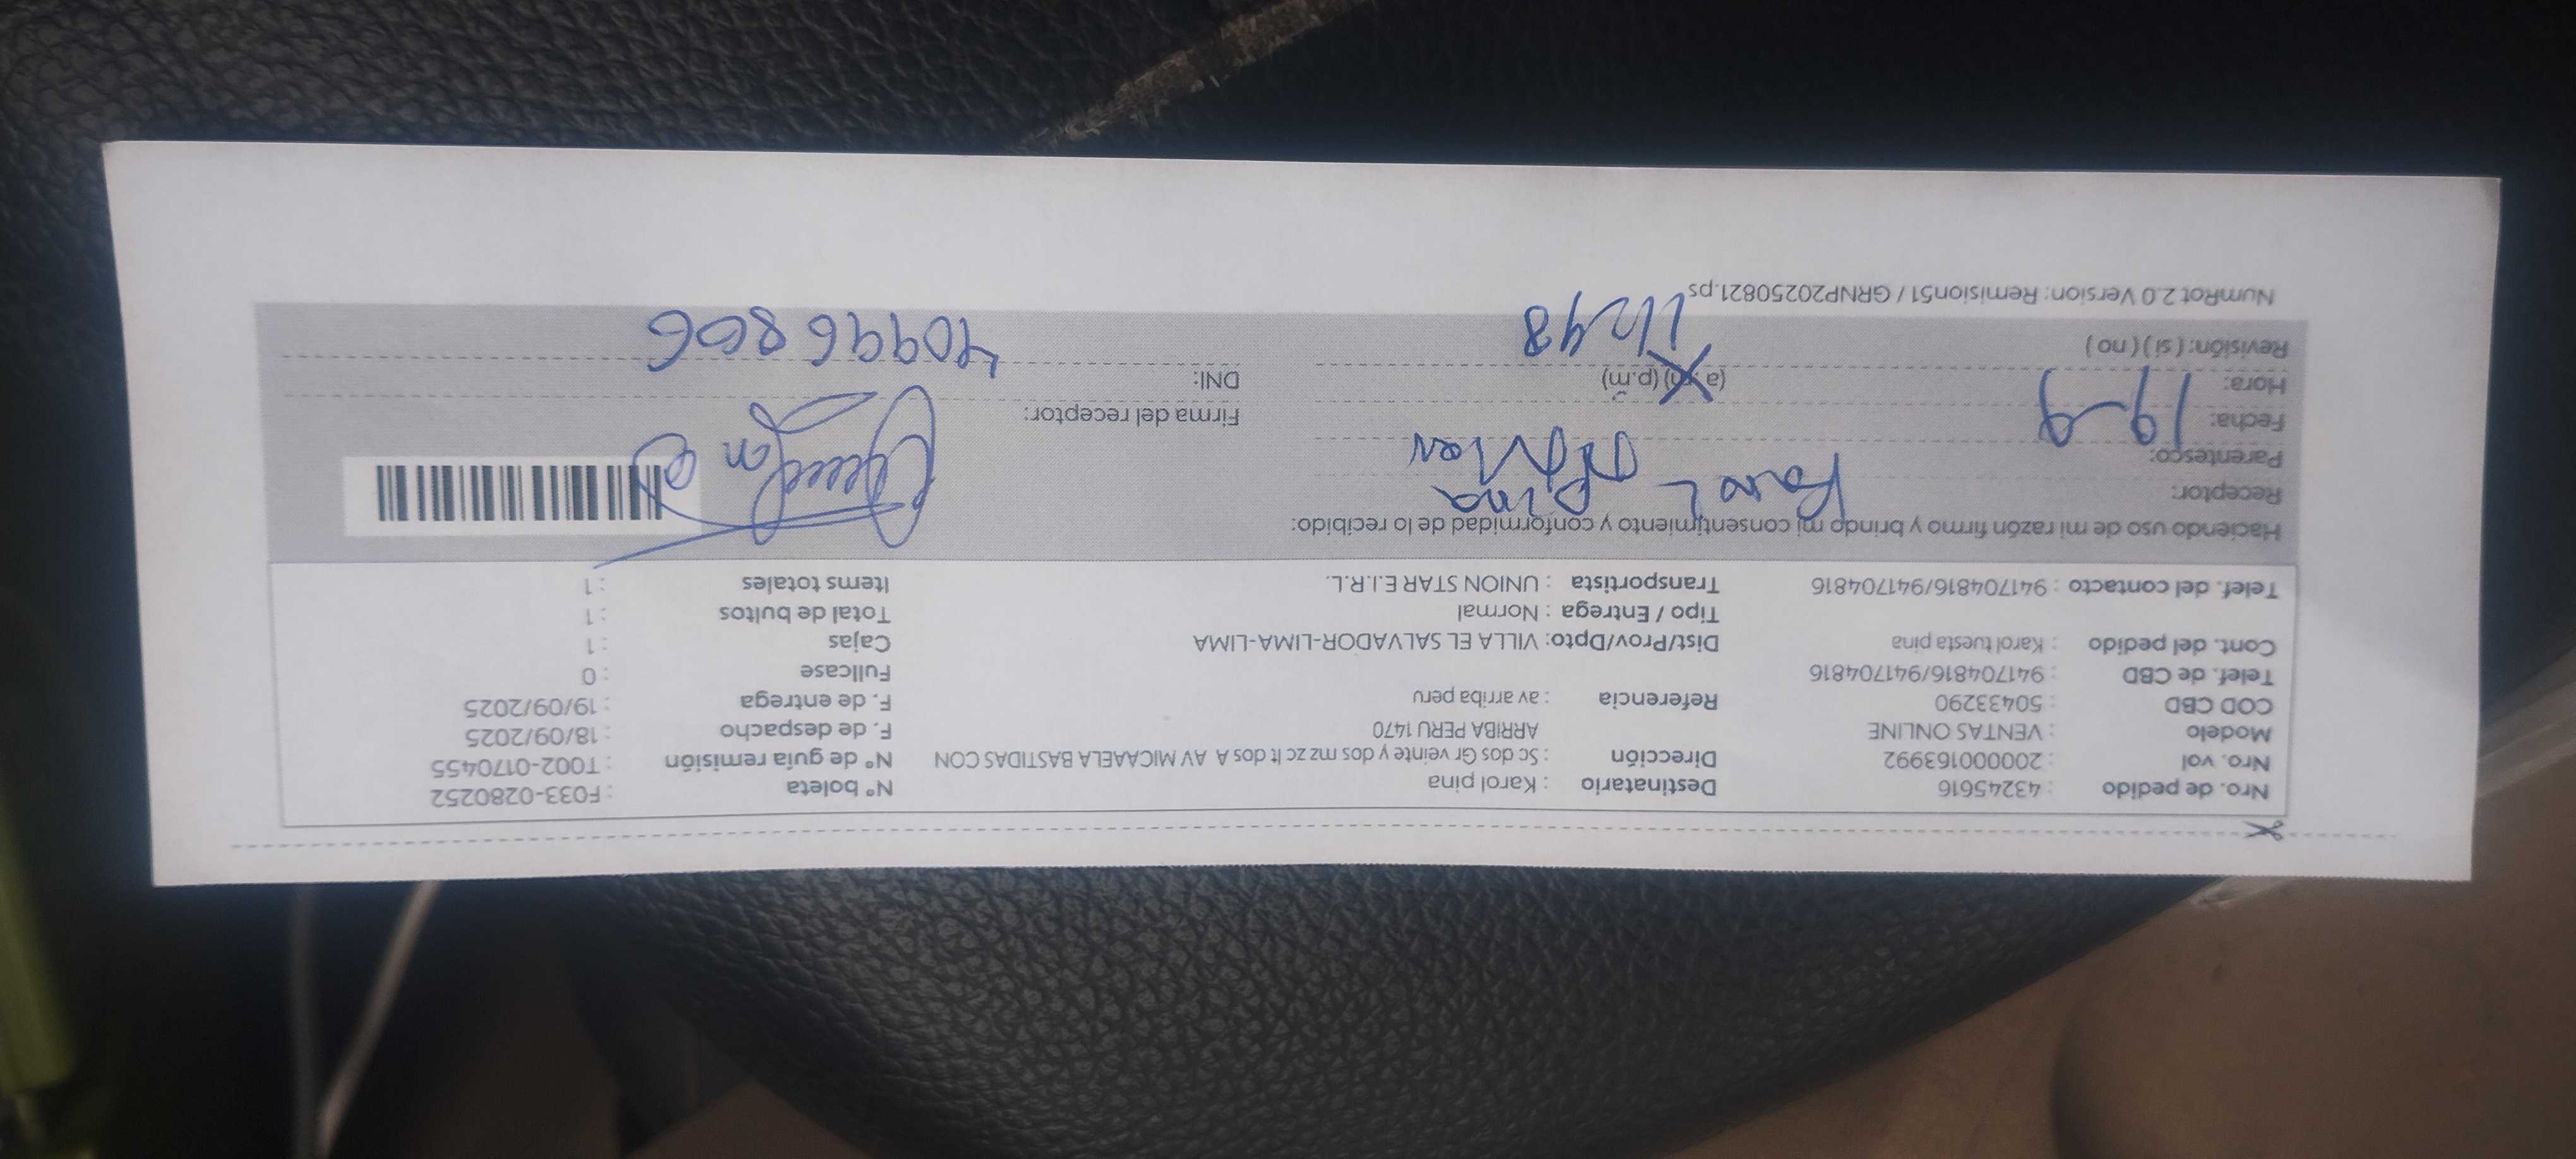 Nro. de pedido : 43245616 Destinatario : Karol pina N° boleta : F033-0280252
Nro. vol : 2000000163992 Dirección : Sc dos Gr veinte y dos mz zc lt dos A AV MICAAELA BASTIDAS CON N° de guía remisión : T002-0170455
Modelo : VENTAS ONLINE ARRIBA PERU 1470 F. de despacho : 18/09/2025
COD CBD : 50433290 Referencia : av arriba peru F. de entrega : 19/09/2025
Telef. de CBD : 941704816/941704816 Fullcase : 0
Cont. del pedido : Karol tuesta pina Dist/Prov/Dpto: VILLA EL SALVADOR-LIMA-LIMA Cajas : 1
Tipo / Entrega : Normal Total de bultos : 1
Telef. del contacto : 941704816/941704816 Transportista : UNION STAR E.I.R.L. Items totales : 1
Haciendo uso de mi razón firmo y brindo mi consentimiento y conformidad de lo recibido:
Receptor: Karol Pina
Parentesco:
Fecha: 19-9 Firma del receptor:
Hora: (a.m) (p.m) DNI: 40996806
Revisión: ( si ) ( no ) 11:48
NumRot 2.0 Version: Remision51 / GRNP20250821.ps